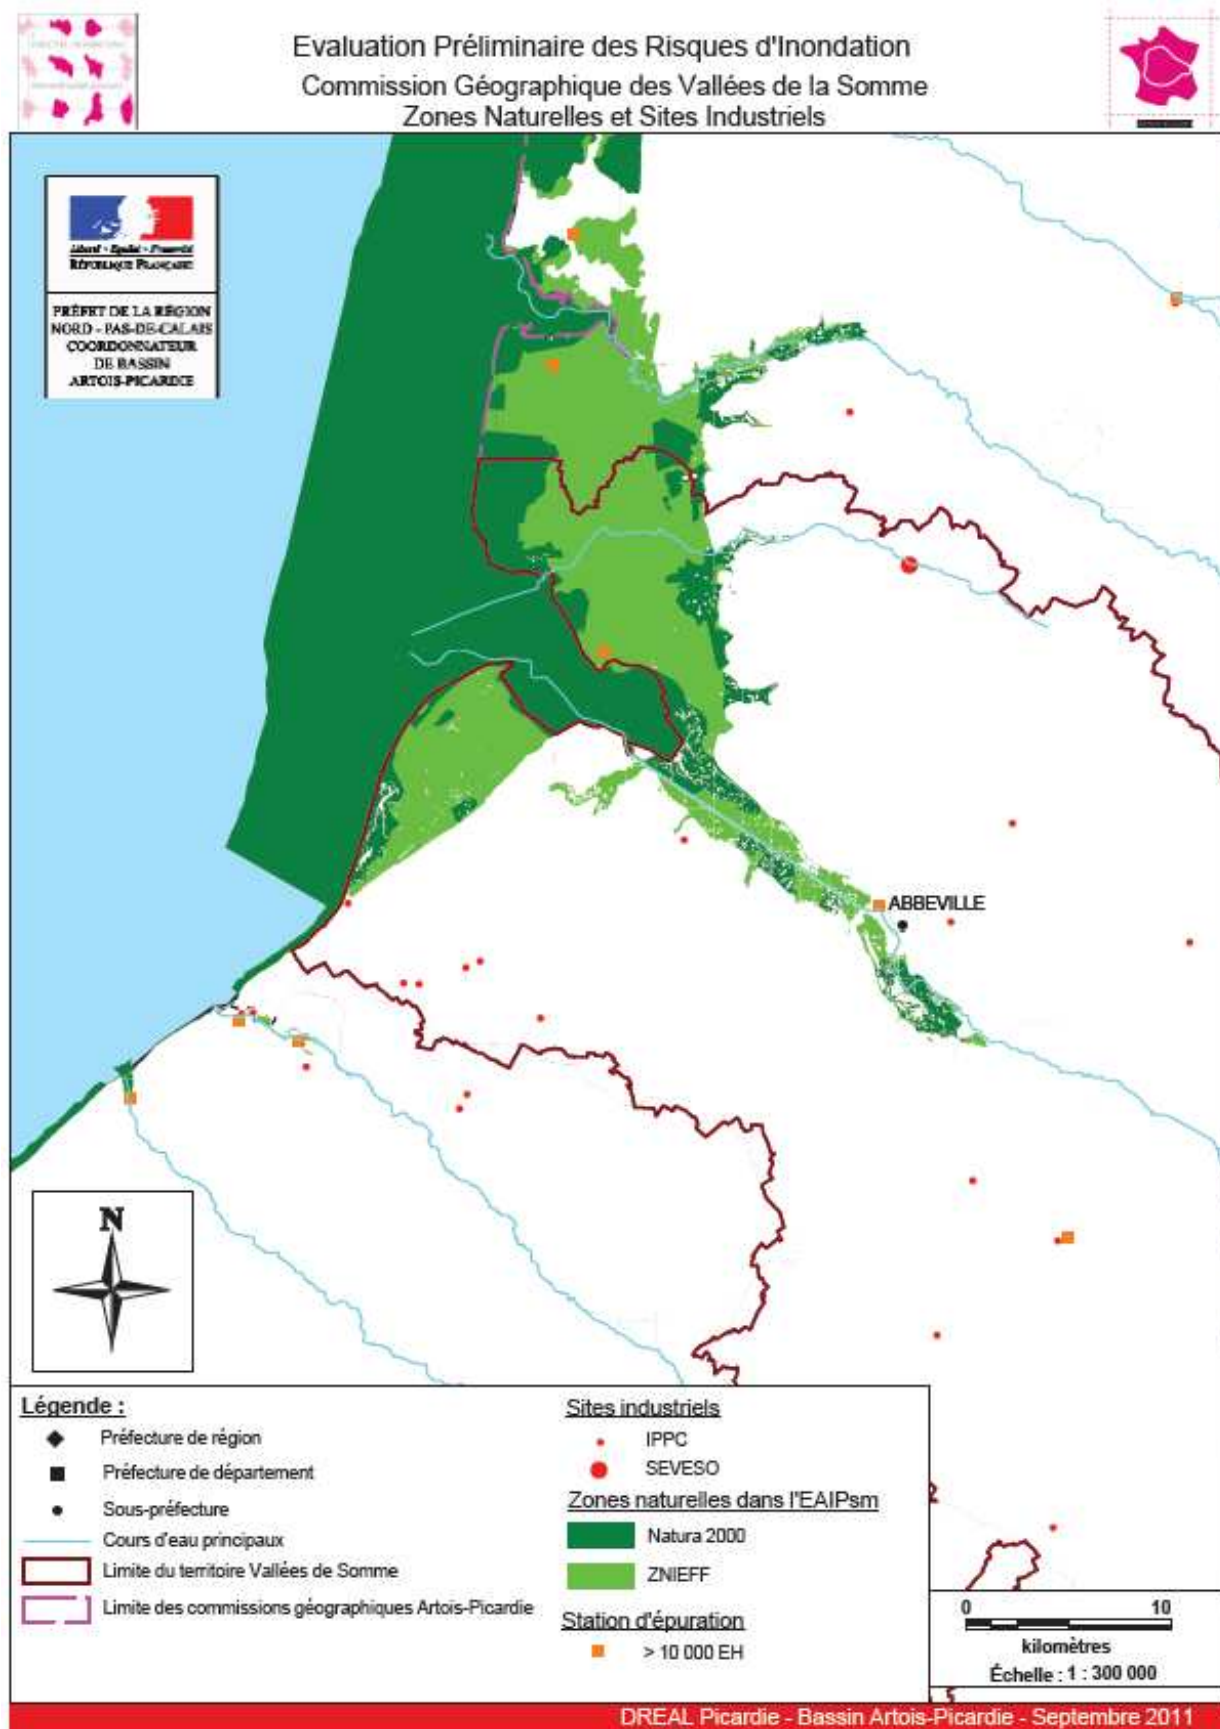 Evaluation Préliminaire des Risques d'Inondation
Commission Géographique des Vallées de la Somme
Zones Naturelles et Sites Industriels
Liberté • Égalité • Fraternité
RÉPUBLIQUE FRANÇAISE
PRÉFET DE LA RÉGION
NORD - PAS-DE-CALAIS
COORDONNATEUR
DE BASSIN
ARTOIS-PICARDIE
ABBEVILLE
N
Légende :
Préfecture de région
Préfecture de département
Sous-préfecture
Cours d'eau principaux
Limite du territoire Vallées de Somme
Limite des commissions géographiques Artois-Picardie
Sites industriels
IPPC
SEVESO
Zones naturelles dans l'EAIPsm
Natura 2000
ZNIEFF
Station d'épuration
> 10 000 EH
0 10
kilomètres
Échelle : 1 : 300 000
DREAL Picardie - Bassin Artois-Picardie - Septembre 2011